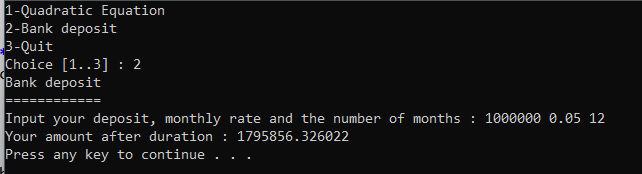 1-Quadratic Equation
2-Bank deposit
3-Quit
Choice [1..3] : 2
Bank deposit
============
Input your deposit, monthly rate and the number of months : 1000000 0.05 12
Your amount after duration : 1795856.326022
Press any key to continue . . .